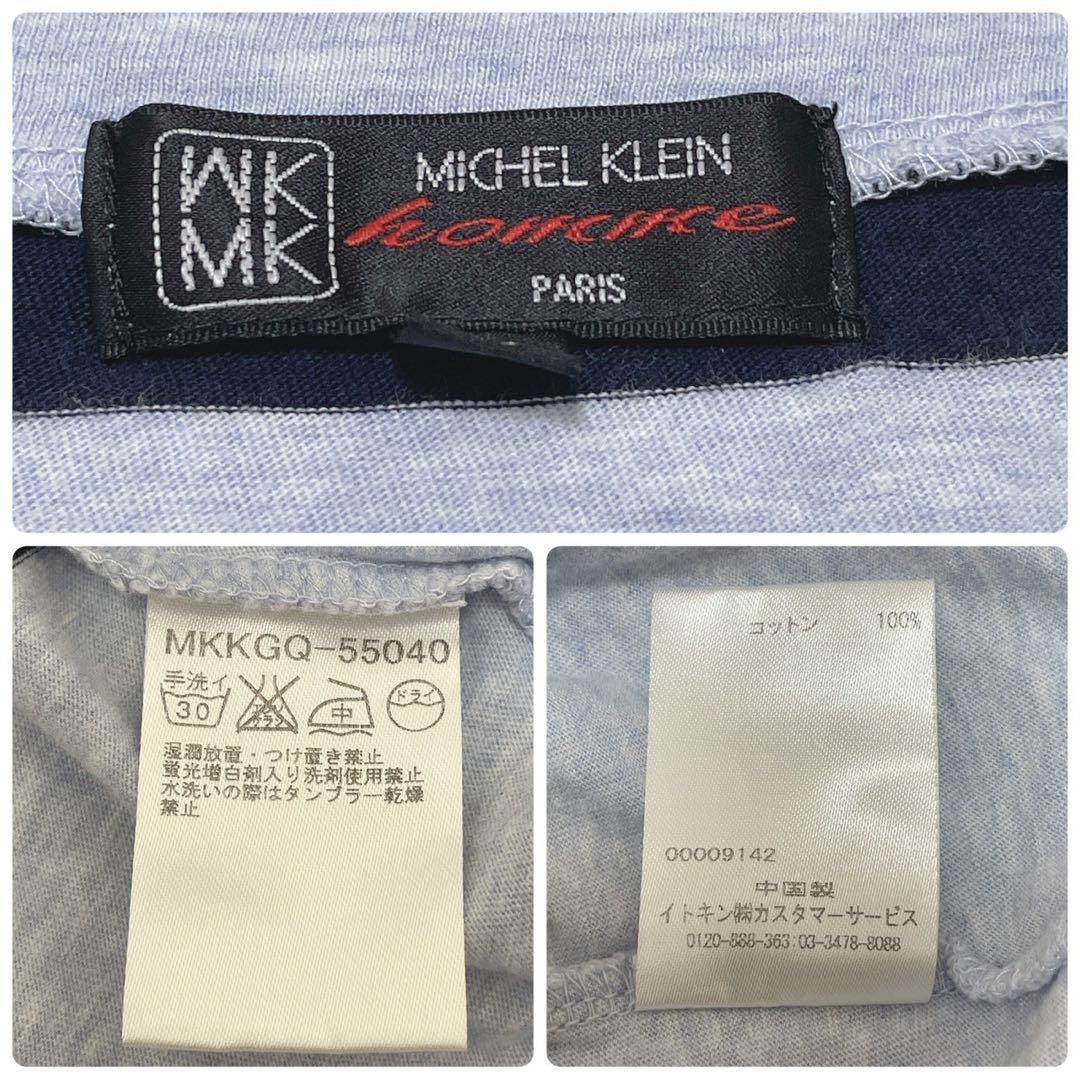 MK
MK
MICHEL KLEIN
homme
PARIS
MKKGQ-55040
手洗イ
30
中
ドライ
湿潤放置・つけ置き禁止
蛍光増白剤入り洗剤使用禁止
水洗いの際はタンブラー乾燥
禁止
コットン 100%
00009142
中国製
イトキン㈱カスタマーサービス
0120-888-363:03-3478-8088